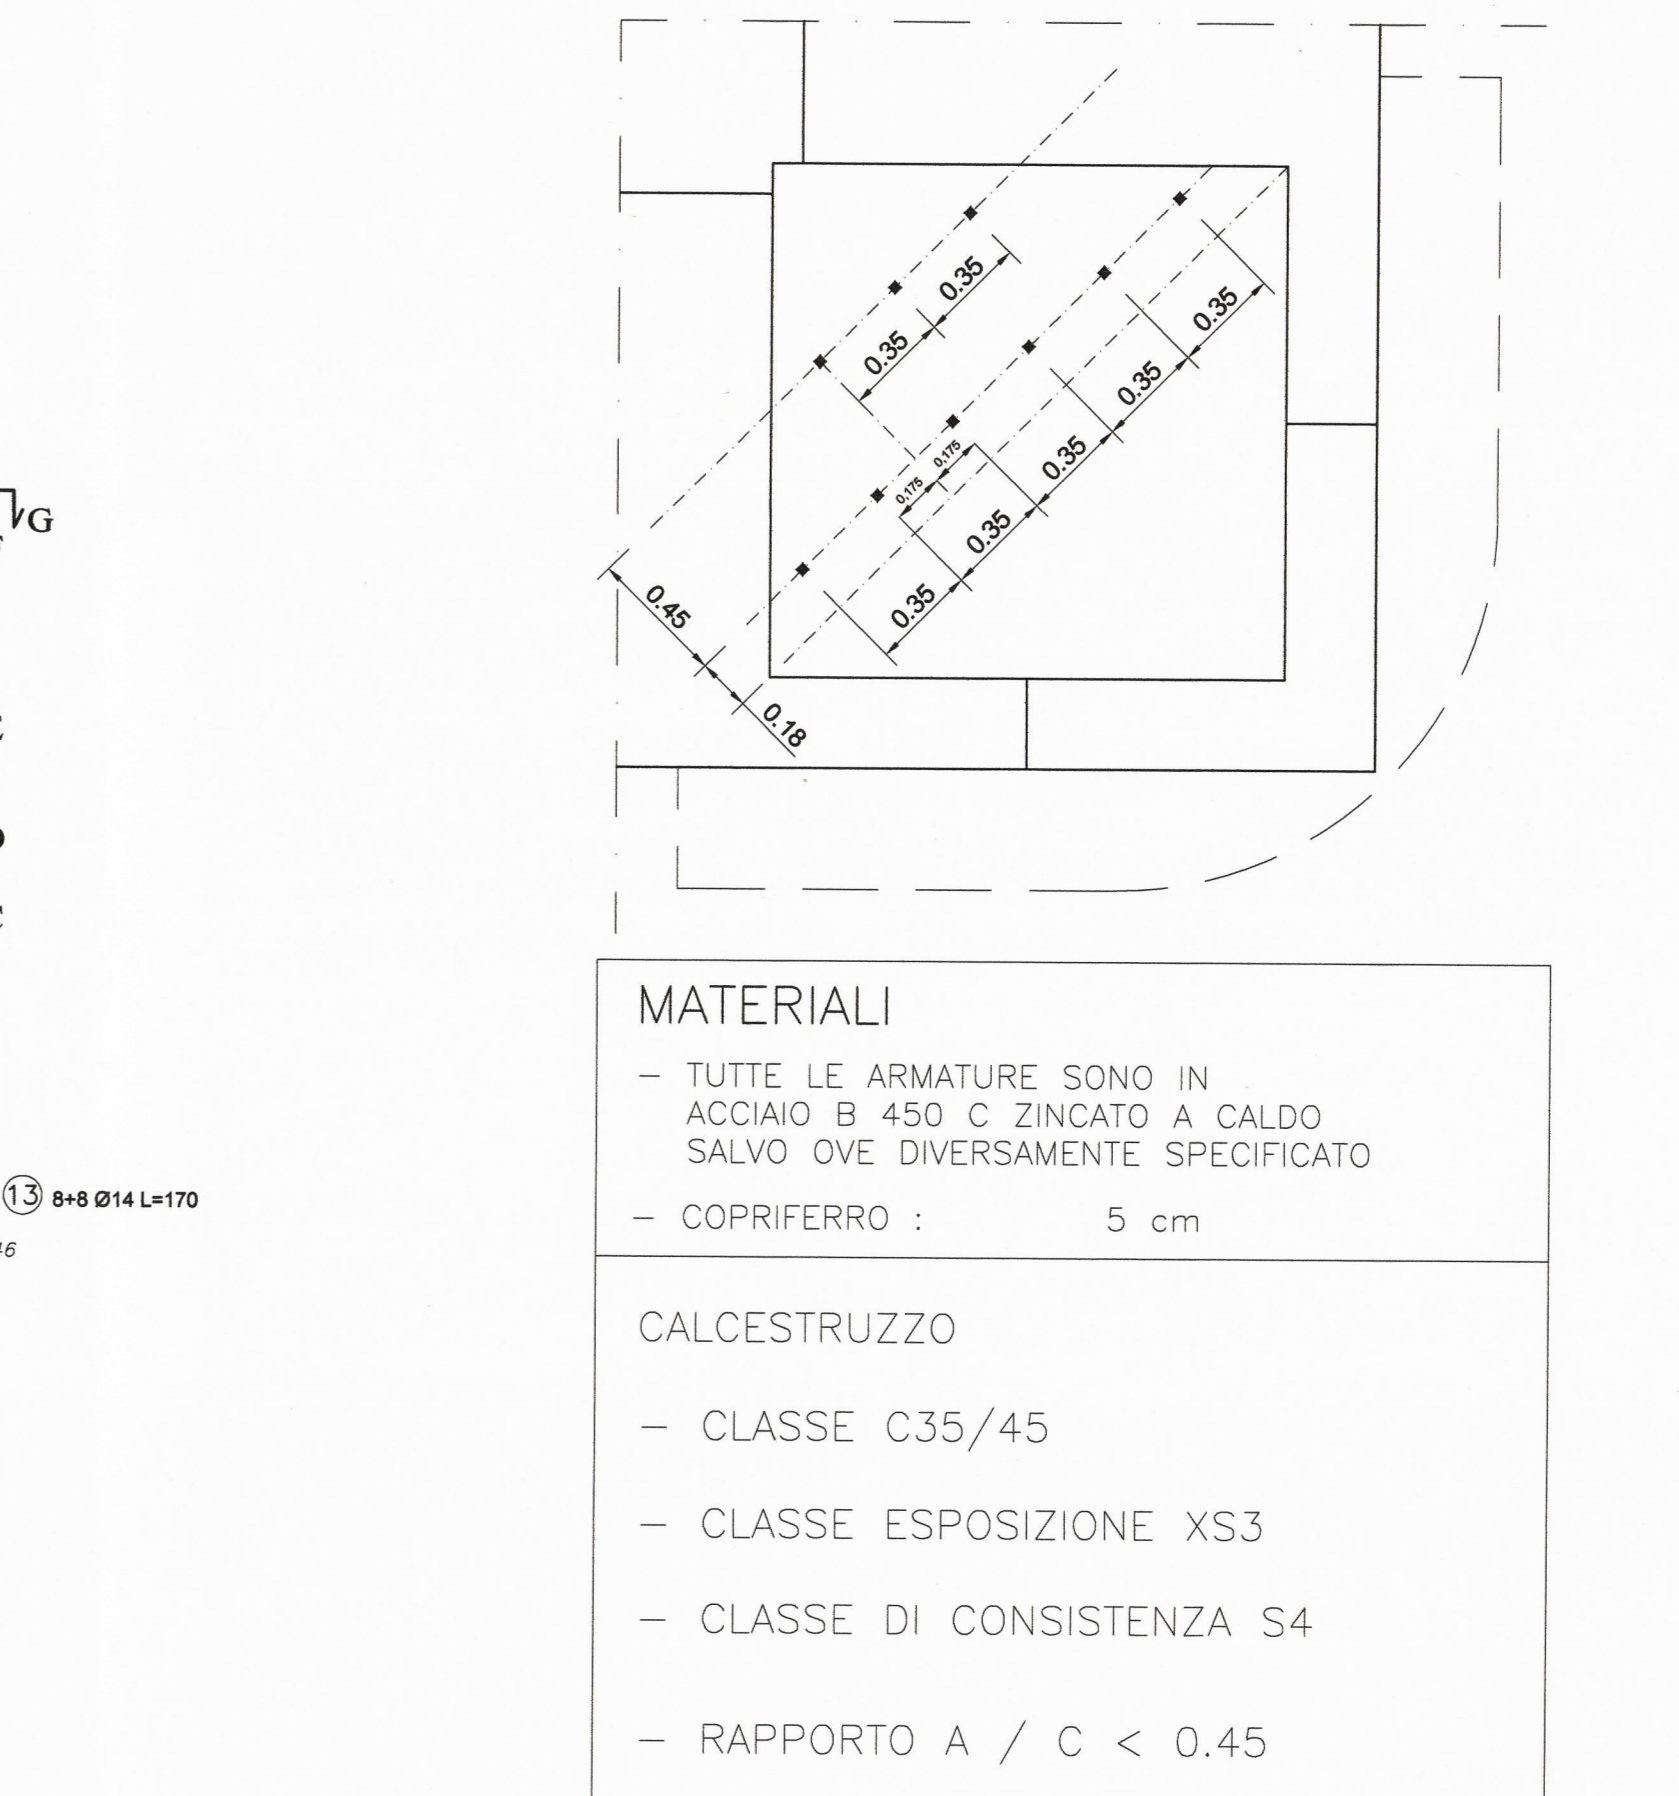 0.35
0.35
0.35
0.35
0,175
0,175
0.35
0.35
0.35
0.45
0.18
G
MATERIALI
– TUTTE LE ARMATURE SONO IN
ACCIAIO B 450 C ZINCATO A CALDO
SALVO OVE DIVERSAMENTE SPECIFICATO
– COPRIFERRO : 5 cm
13 8+8 Ø14 L=170
CALCESTRUZZO
– CLASSE C35/45
– CLASSE ESPOSIZIONE XS3
– CLASSE DI CONSISTENZA S4
– RAPPORTO A / C < 0.45